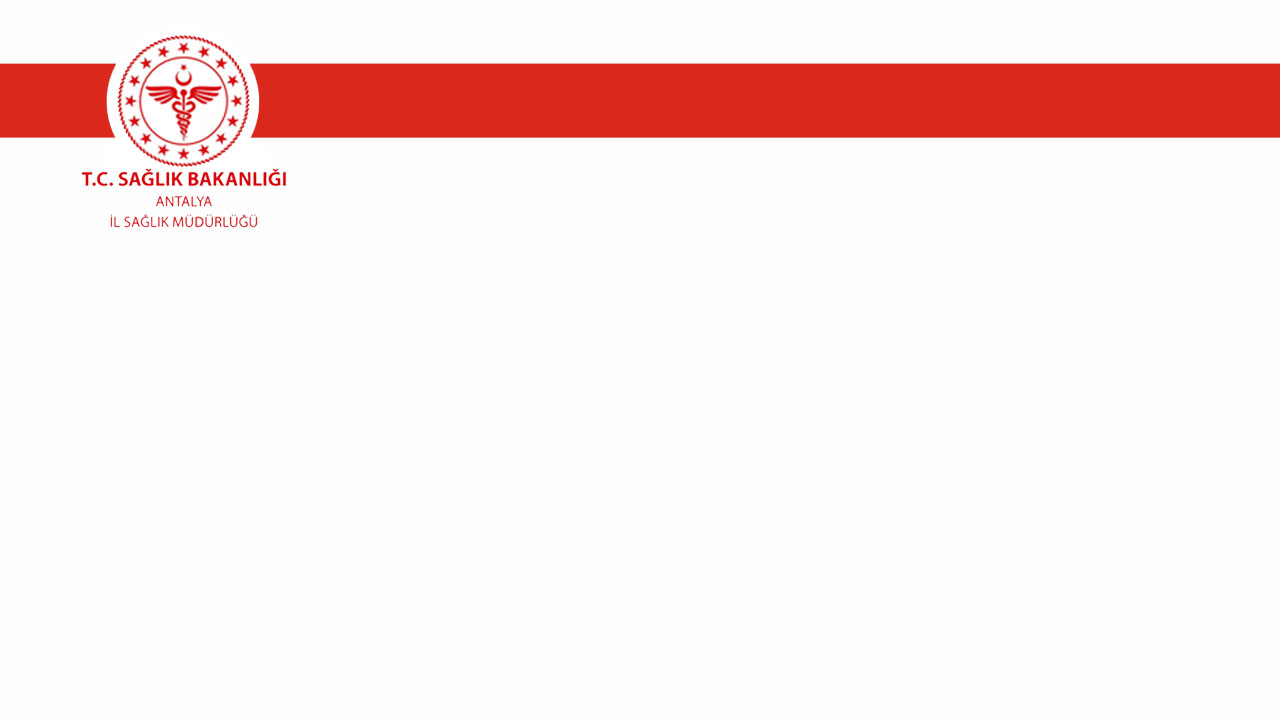 T.C. SAĞLIK BAKANLIĞI
ANTALYA
İL SAĞLIK MÜDÜRLÜĞÜ